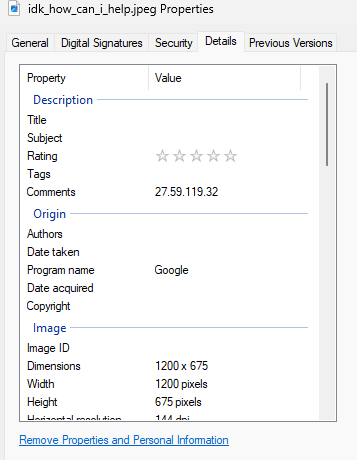 idk_how_can_i_help.jpeg Properties
General Digital Signatures Security Details Previous Versions
Property Value
Description
Title
Subject
Rating
Tags
Comments 27.59.119.32
Origin
Authors
Date taken
Program name Google
Date acquired
Copyright
Image
Image ID
Dimensions 1200 x 675
Width 1200 pixels
Height 675 pixels
Horizontal resolution 144 dpi
Remove Properties and Personal Information